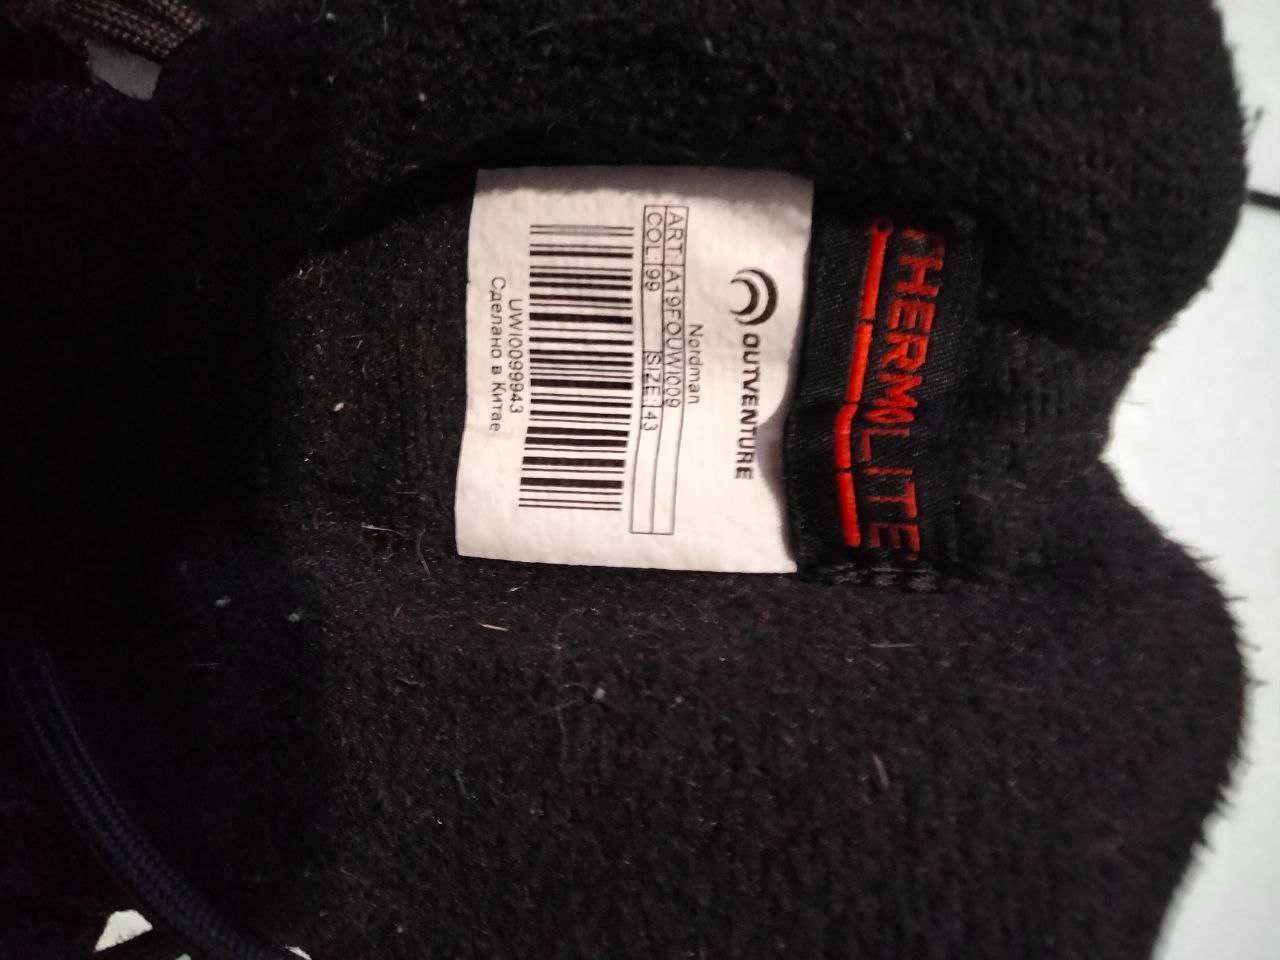 THERMOLITE
OUTVENTURE
Nordman
ART: A19FOUWI009
COL: 99 SIZE: 43
UWI0099943
Сделано в Китае